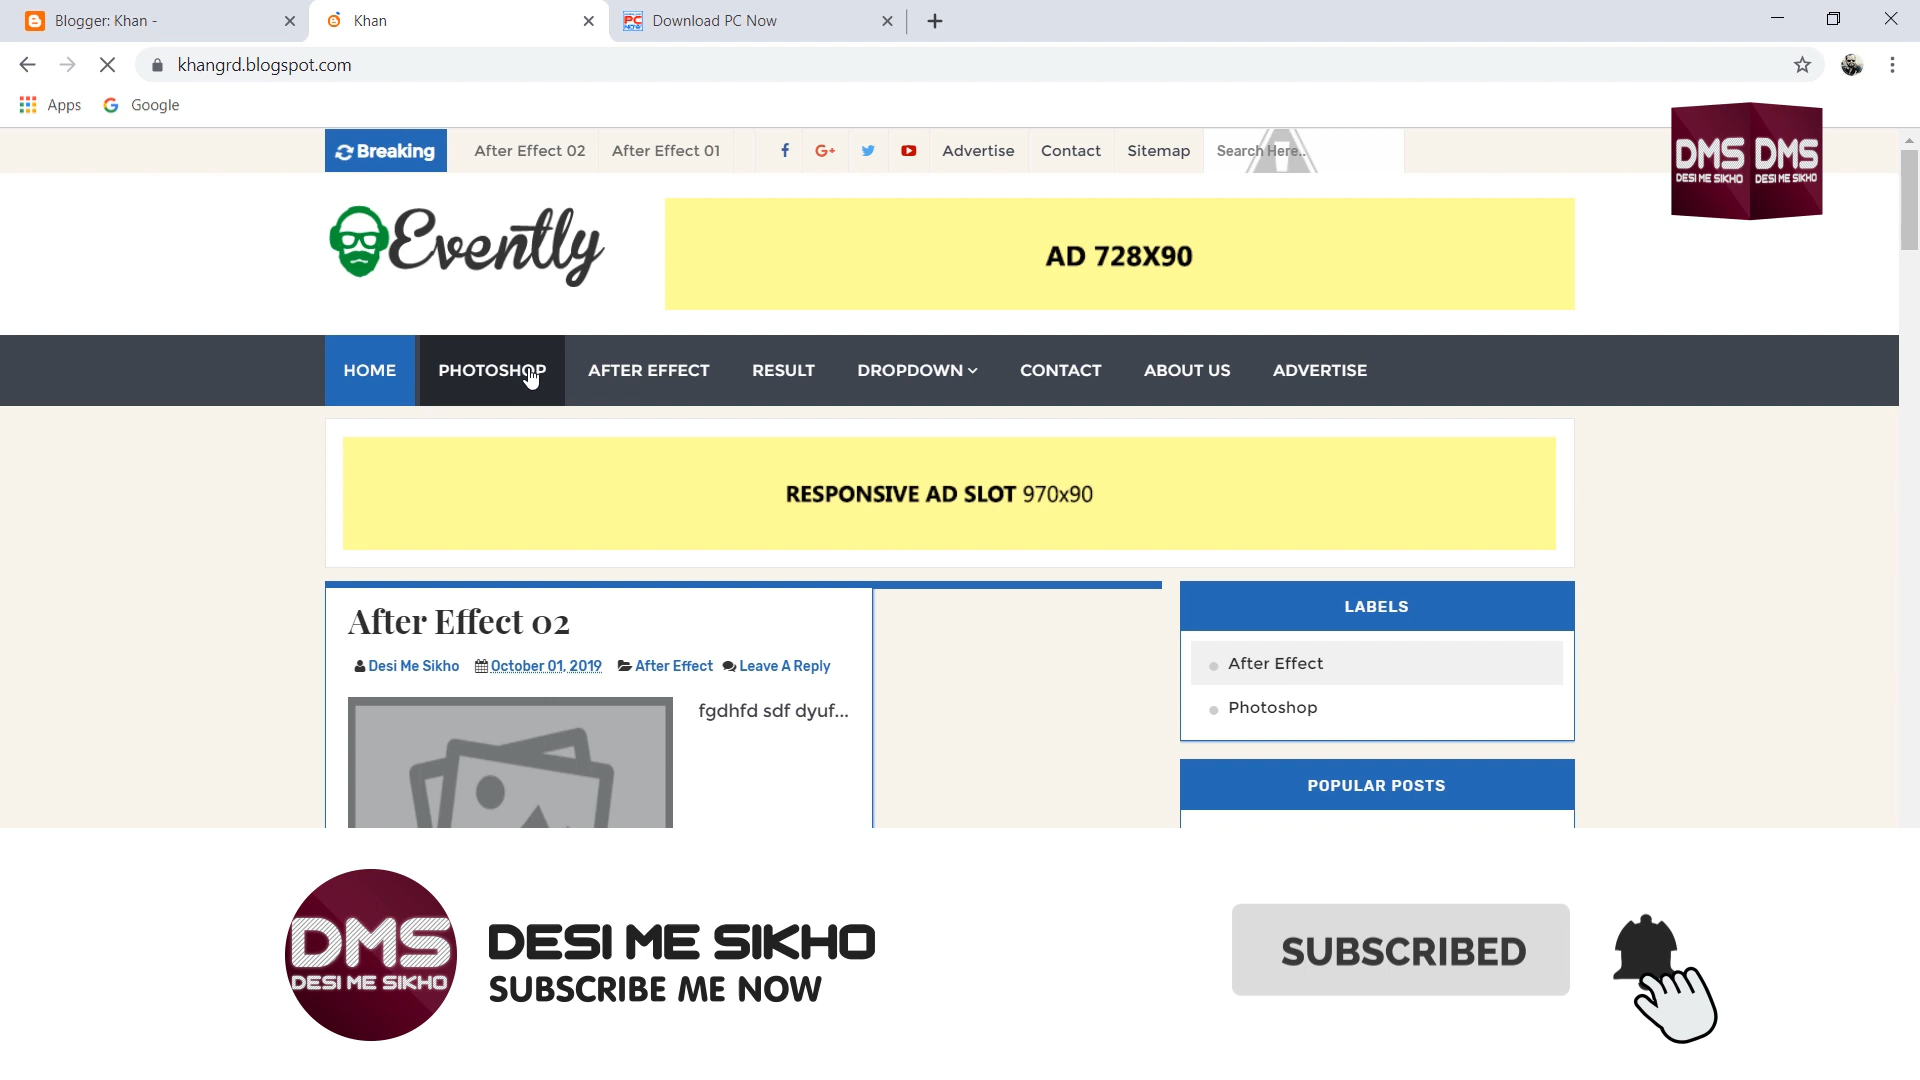 Blogger: Khan -
Khan
Download PC Now
khangrd.blogspot.com
Apps
Google
Breaking
After Effect 02
After Effect 01
Advertise
Contact
Sitemap
Search Here..
DMS DMS
DESI ME SIKHO DESI ME SIKHO
Evently
AD 728X90
HOME
PHOTOSHOP
AFTER EFFECT
RESULT
DROPDOWN
CONTACT
ABOUT US
ADVERTISE
RESPONSIVE AD SLOT 970x90
After Effect 02
Desi Me Sikho October 01, 2019 After Effect Leave A Reply
fgdhfd sdf dyuf...
LABELS
After Effect
Photoshop
POPULAR POSTS
DMS
DESI ME SIKHO
DESI ME SIKHO
SUBSCRIBE ME NOW
SUBSCRIBED